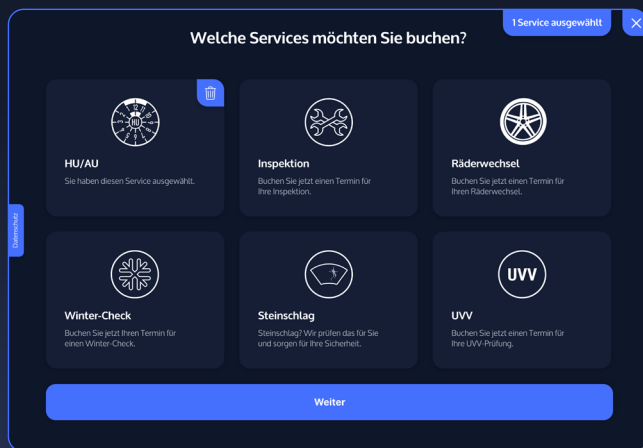 1 Service ausgewählt
Welche Services möchten Sie buchen?
HU/AU
Sie haben diesen Service ausgewählt.
Inspektion
Buchen Sie jetzt einen Termin für
Ihre Inspektion.
Räderwechsel
Buchen Sie jetzt einen Termin für
Ihren Räderwechsel.
Datenschutz
Winter-Check
Buchen Sie jetzt Ihren Termin für
einen Winter-Check.
Steinschlag
Steinschlag? Wir prüfen das für Sie
und sorgen für Ihre Sicherheit.
UVV
UVV
Buchen Sie jetzt einen Termin für
Ihre UVV-Prüfung.
Weiter